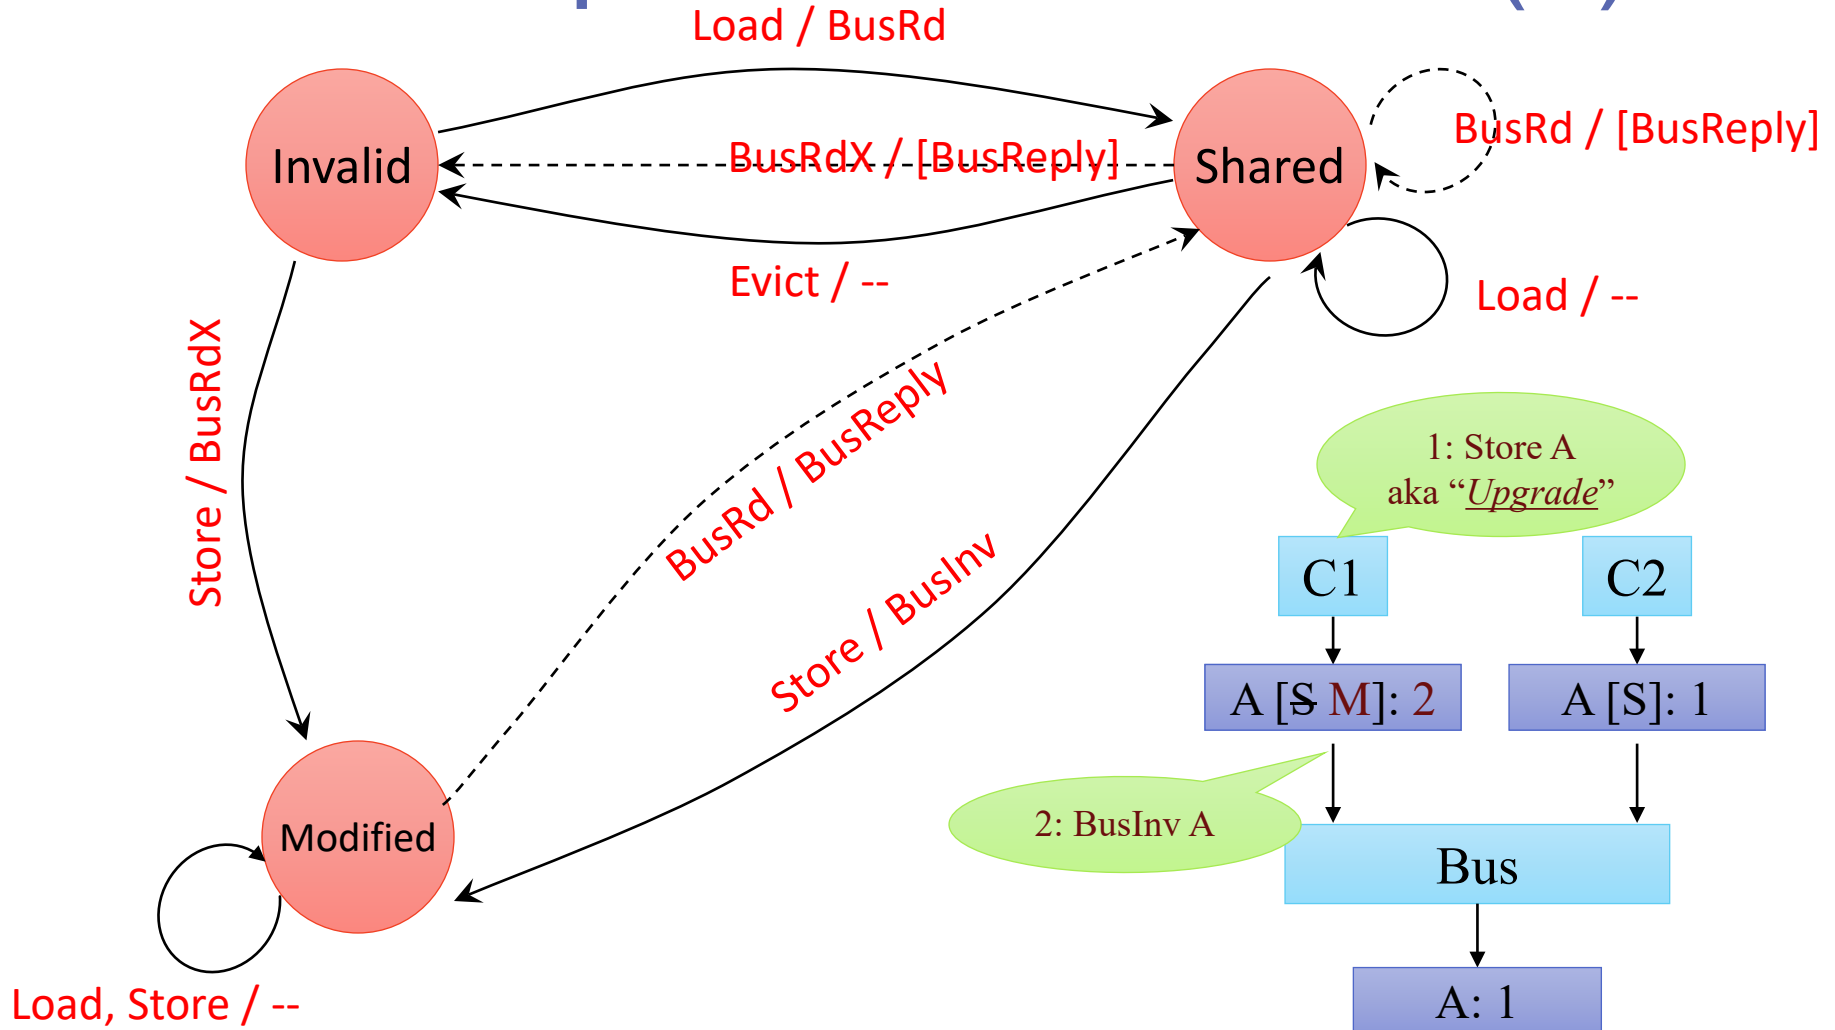 Load / BusRd
Invalid
BusRdX / [BusReply]
Shared
BusRd / [BusReply]
Evict / --
Load / --
Store / BusRdX
BusRd / BusReply
Store / BusInv
Modified
Load, Store / --
1: Store A
aka “Upgrade”
C1
C2
A [S M]: 2
A [S]: 1
2: BusInv A
Bus
A: 1